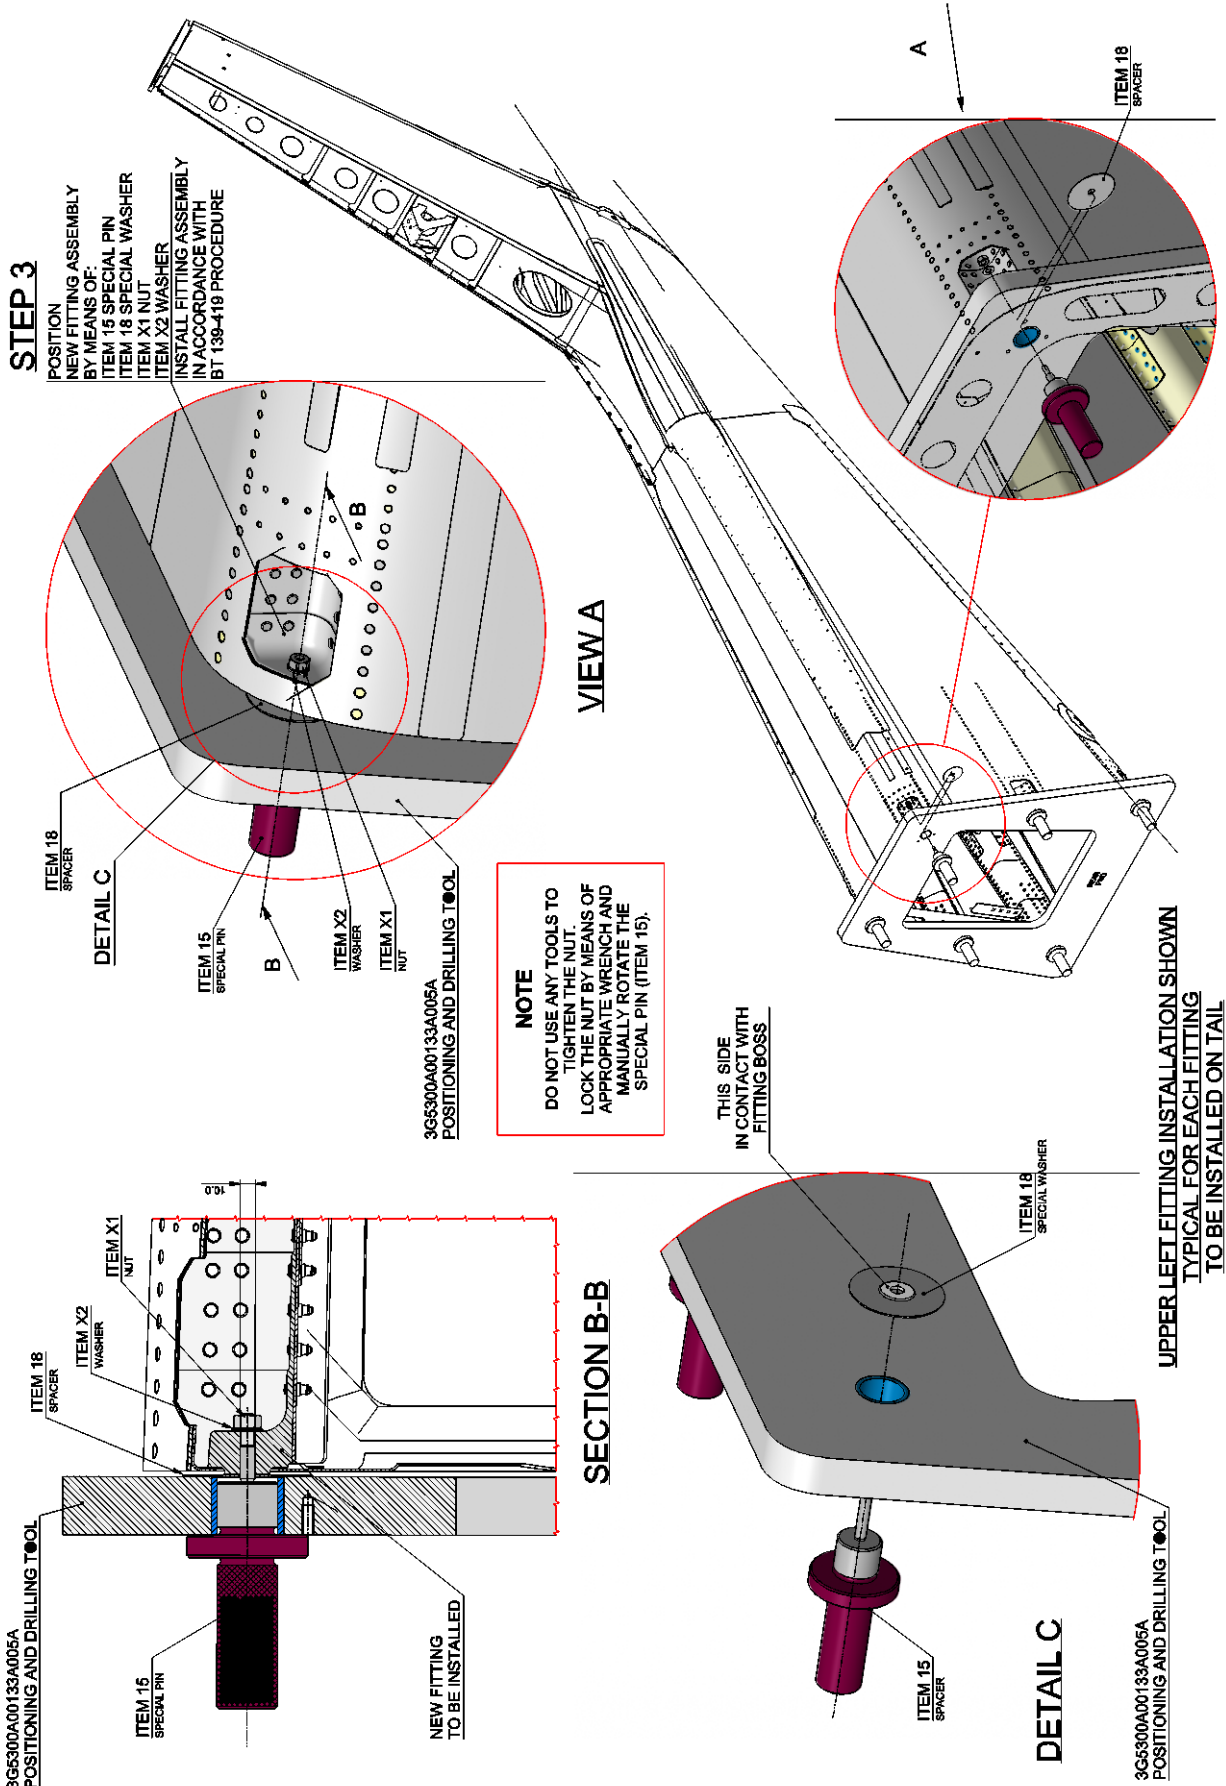 STEP 3
POSITION
NEW FITTING ASSEMBLY
BY MEANS OF:
ITEM 15 SPECIAL PIN
ITEM 18 SPECIAL WASHER
ITEM X1 NUT
ITEM X2 WASHER
INSTALL FITTING ASSEMBLY
IN ACCORDANCE WITH
BT 139-419 PROCEDURE
A
ITEM 18
SPACER
ITEM 18
SPACER
DETAIL C
ITEM 15
SPECIAL PIN
B
B
ITEM X2
WASHER
ITEM X1
NUT
3G5300A00133A005A
POSITIONING AND DRILLING TOOL
VIEW A
NOTE
DO NOT USE ANY TOOLS TO
TIGHTEN THE NUT.
LOCK THE NUT BY MEANS OF
APPROPRIATE WRENCH AND
MANUALLY ROTATE THE
SPECIAL PIN (ITEM 15).
3G5300A00133A005A
POSITIONING AND DRILLING TOOL
ITEM 18
SPACER
ITEM X2
WASHER
ITEM X1
NUT
10.0
ITEM 15
SPECIAL PIN
NEW FITTING
TO BE INSTALLED
SECTION B-B
THIS SIDE
IN CONTACT WITH
FITTING BOSS
ITEM 18
SPECIAL WASHER
ITEM 15
SPACER
DETAIL C
3G5300A00133A005A
POSITIONING AND DRILLING TOOL
UPPER LEFT FITTING INSTALLATION SHOWN
TYPICAL FOR EACH FITTING
TO BE INSTALLED ON TAIL